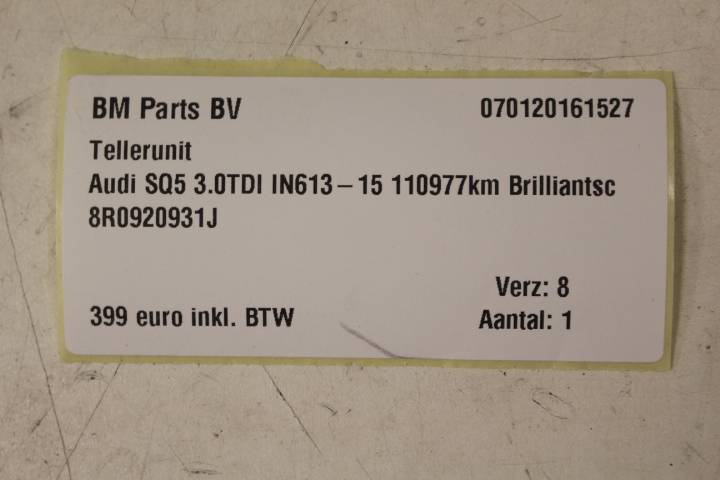 BM Parts BV 070120161527
Tellerunit
Audi SQ5 3.0TDI IN613-15 110977km Brilliantsc
8R0920931J
Verz: 8
399 euro inkl. BTW Aantal: 1